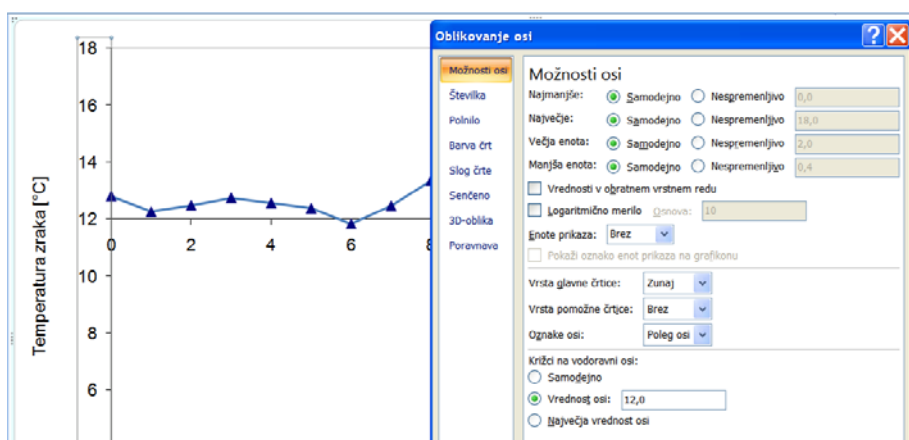 Oblikovanje osi
Temperatura zraka [°C]
18
16
14
12
10
8
6
0
2
4
6
8
Možnosti osi
Številka
Polnilo
Barva črt
Slog črte
Senčeno
3D-oblika
Poravnava
Možnosti osi
Najmanjše: Samodejno Nespremenljivo 0,0
Največje: Samodejno Nespremenljivo 18,0
Večja enota: Samodejno Nespremenljivo 2,0
Manjša enota: Samodejno Nespremenljivo 0,4
Vrednosti v obratnem vrstnem redu
Logaritmično merilo Osnova: 10
Enote prikaza: Brez
Pokaži oznako enot prikaza na grafikonu
Vrsta glavne črtice: Zunaj
Vrsta pomožne črtice: Brez
Oznake osi: Poleg osi
Križci na vodoravni osi:
Samodejno
Vrednost osi: 12,0
Največja vrednost osi